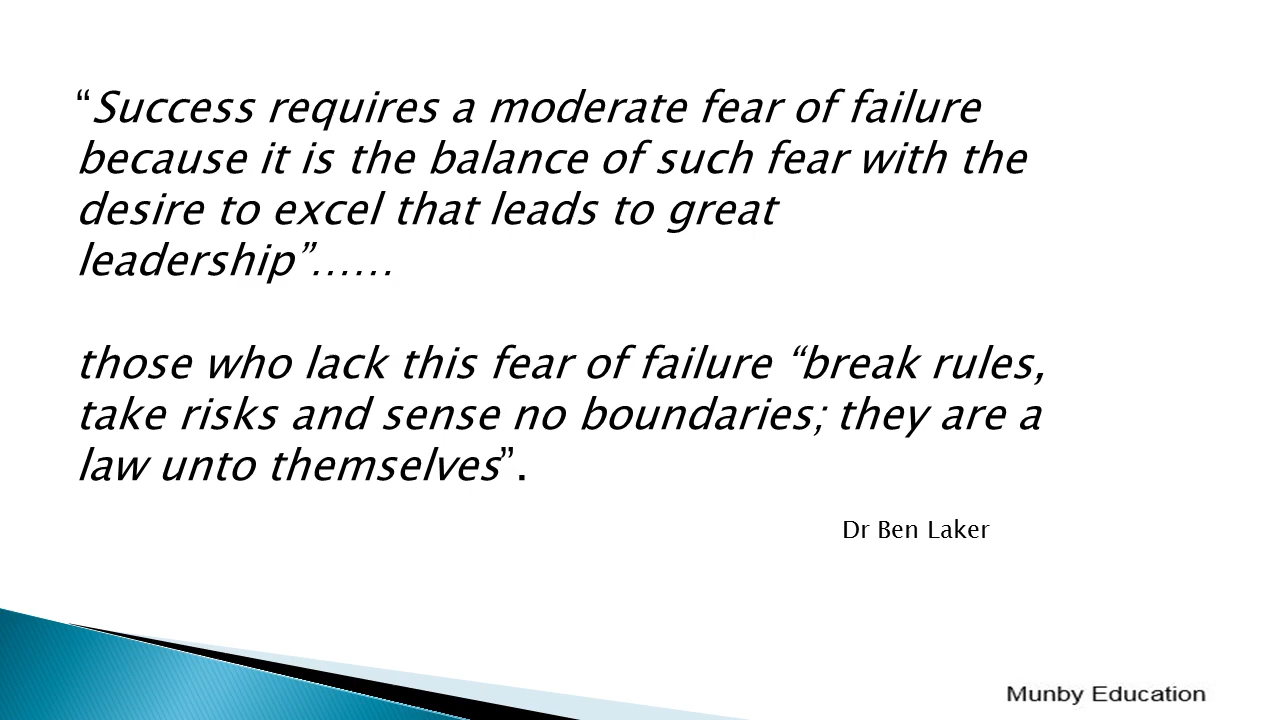 “Success requires a moderate fear of failure
because it is the balance of such fear with the
desire to excel that leads to great
leadership”……
those who lack this fear of failure “break rules,
take risks and sense no boundaries; they are a
law unto themselves”.
Dr Ben Laker
Munby Education